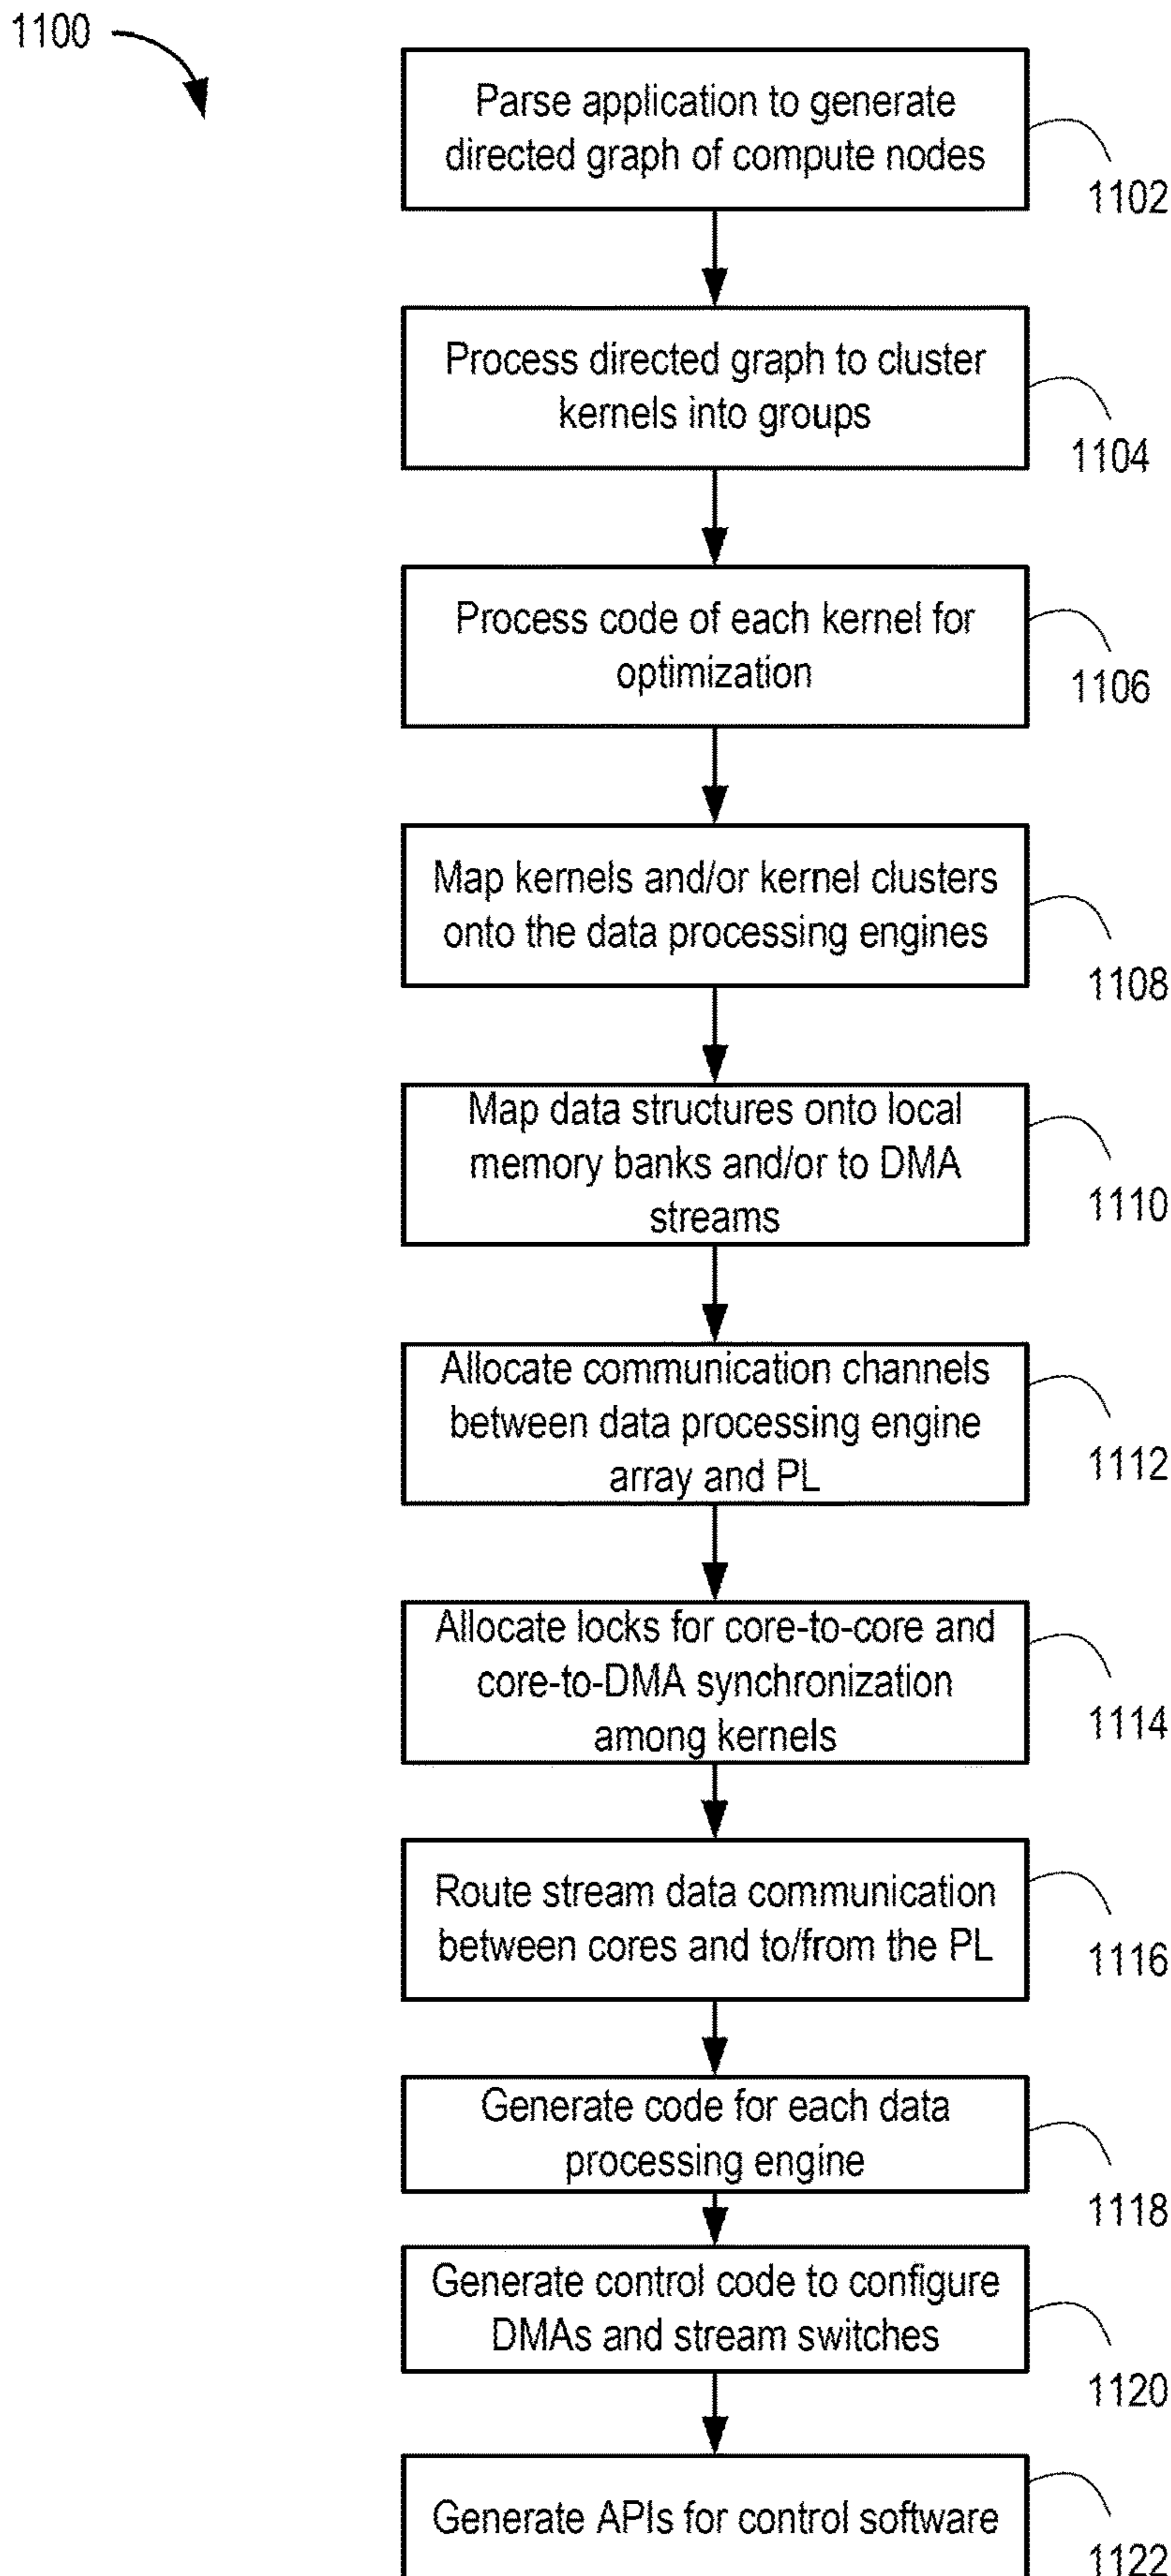 1100
Parse application to generate
directed graph of compute nodes
1102
Process directed graph to cluster
kernels into groups
1104
Process code of each kernel for
optimization
1106
Map kernels and/or kernel clusters
onto the data processing engines
1108
Map data structures onto local
memory banks and/or to DMA
streams
1110
Allocate communication channels
between data processing engine
array and PL
1112
Allocate locks for core-to-core and
core-to-DMA synchronization
among kernels
1114
Route stream data communication
between cores and to/from the PL
1116
Generate code for each data
processing engine
1118
Generate control code to configure
DMAs and stream switches
1120
Generate APIs for control software
1122